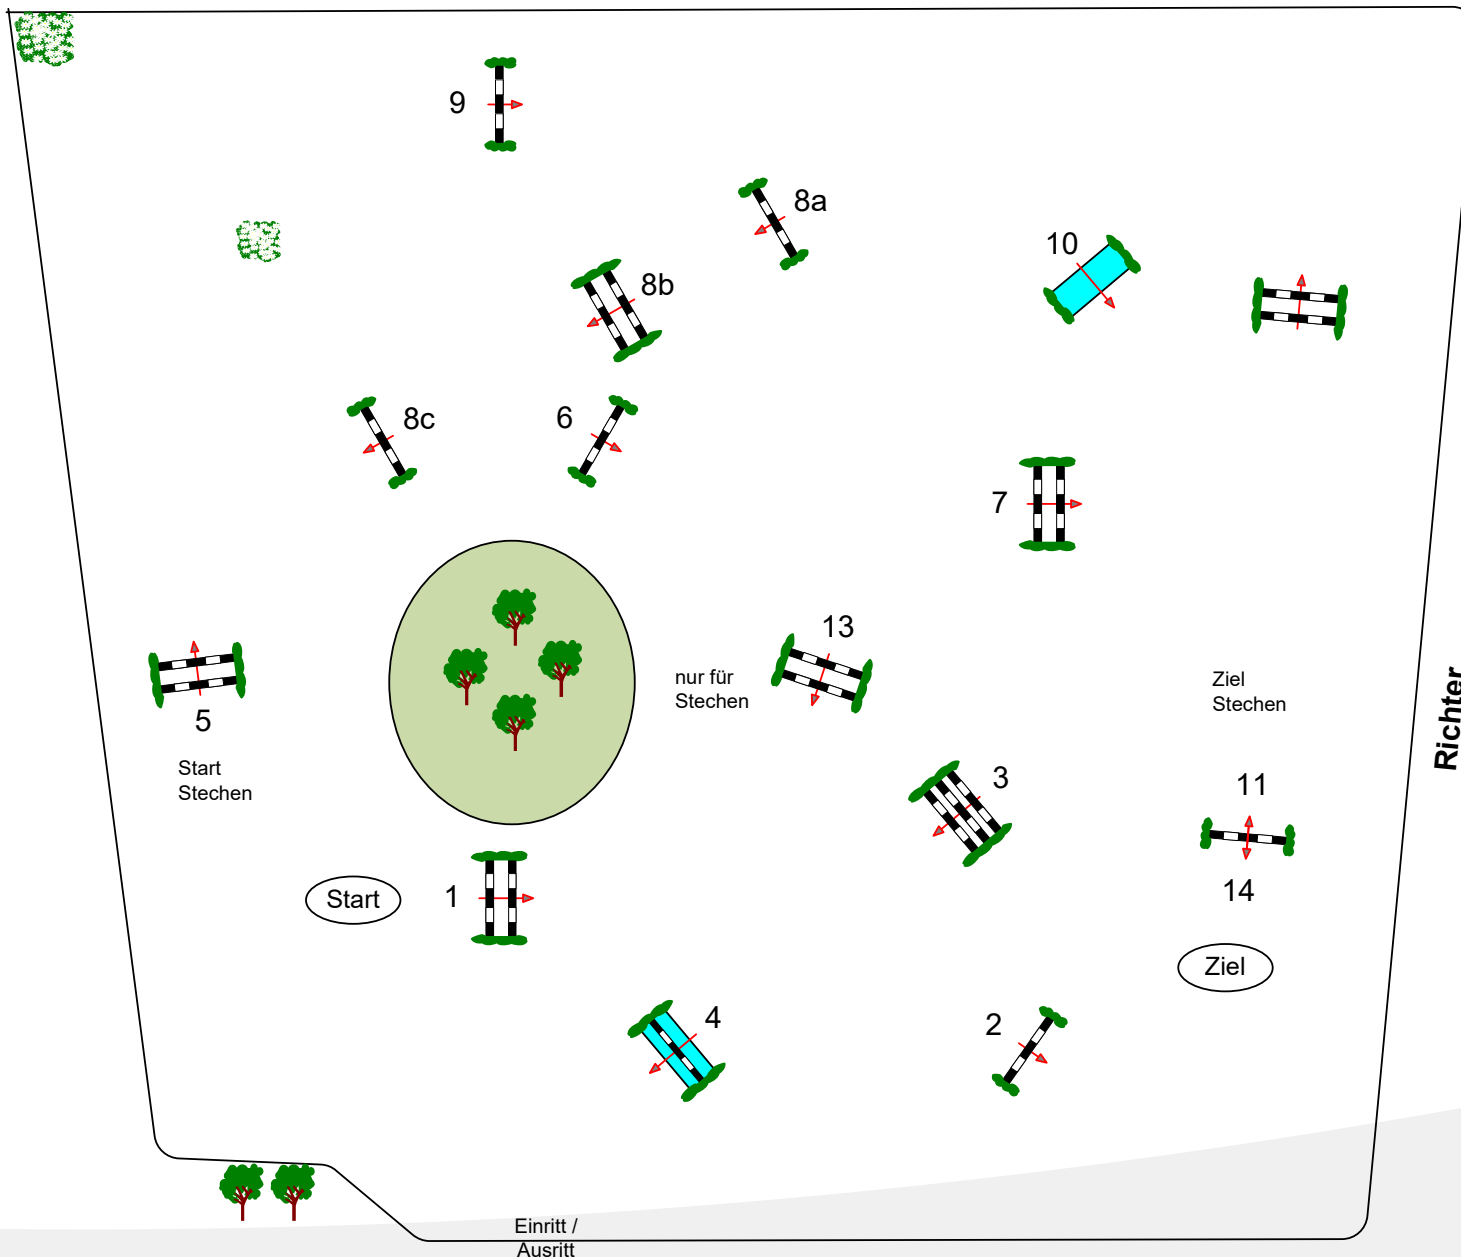 9
8a
10
8b
8c
6
7
13
nur für
Stechen
Ziel
Stechen
Richter
5
Start
Stechen
3
11
Start
1
14
Ziel
4
2
Einritt /
Ausritt